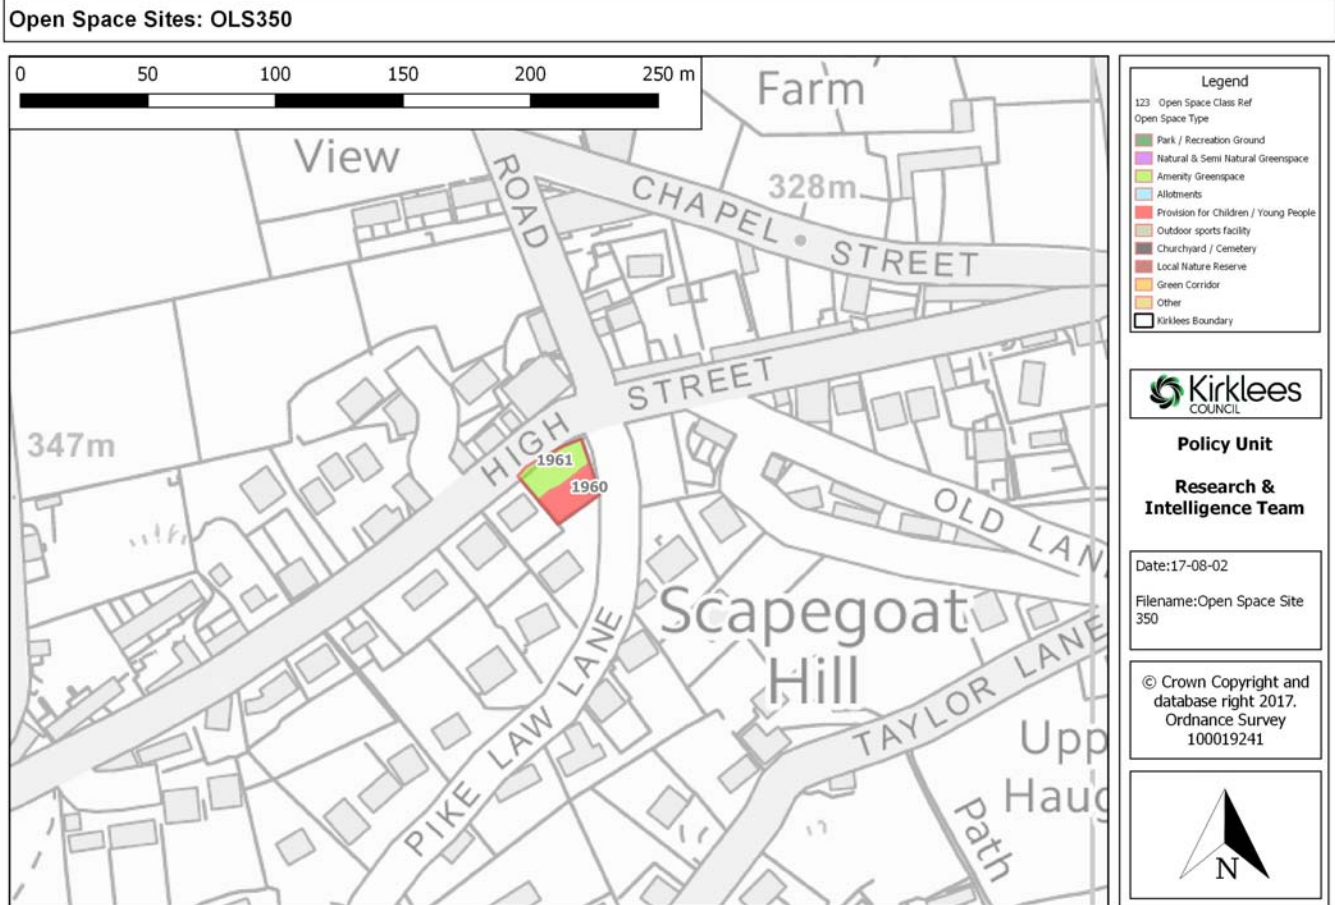 Open Space Sites: OLS350
0 50 100 150 200 250 m
Farm
View
ROAD
CHAPEL STREET
328m
HIGH STREET
347m
1961
1960
OLD LAN
Scapegoat
Hill
PIKE LAW LANE
TAYLOR LANE
Upp
Haug
Path
Legend
123 Open Space Class Ref
Open Space Type
Park / Recreation Ground
Natural & Semi Natural Greenspace
Amenity Greenspace
Allotments
Provision for Children / Young People
Outdoor sports facility
Churchyard / Cemetery
Local Nature Reserve
Green Corridor
Other
Kirklees Boundary
Kirklees
COUNCIL
Policy Unit
Research &
Intelligence Team
Date:17-08-02
Filename:Open Space Site
350
© Crown Copyright and
database right 2017.
Ordnance Survey
100019241
N